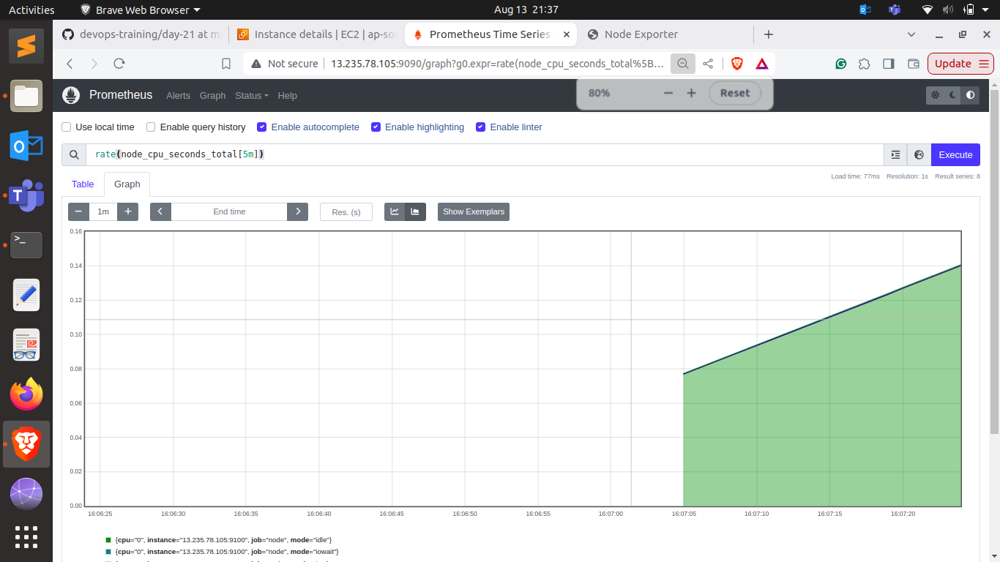 Activities
Brave Web Browser
Aug 13 21:37
devops-training/day-21 at m
Instance details | EC2 | ap-so
Prometheus Time Series
Node Exporter
Not secure
13.235.78.105:9090/graph?g0.expr=rate(node_cpu_seconds_total%5B...
Update
Prometheus
Alerts
Graph
Status
Help
80%
Reset
Use local time
Enable query history
Enable autocomplete
Enable highlighting
Enable linter
rate(node_cpu_seconds_total[5m])
Execute
Table
Graph
Load time: 77ms
Resolution: 1s
Result series: 8
1m
End time
Res. (s)
Show Exemplars
0.16
0.14
0.12
0.10
0.08
0.06
0.04
0.02
0.00
16:06:25
16:06:30
16:06:35
16:06:40
16:06:45
16:06:50
16:06:55
16:07:00
16:07:05
16:07:10
16:07:15
16:07:20
{cpu="0", instance="13.235.78.105:9100", job="node", mode="idle"}
{cpu="0", instance="13.235.78.105:9100", job="node", mode="iowait"}